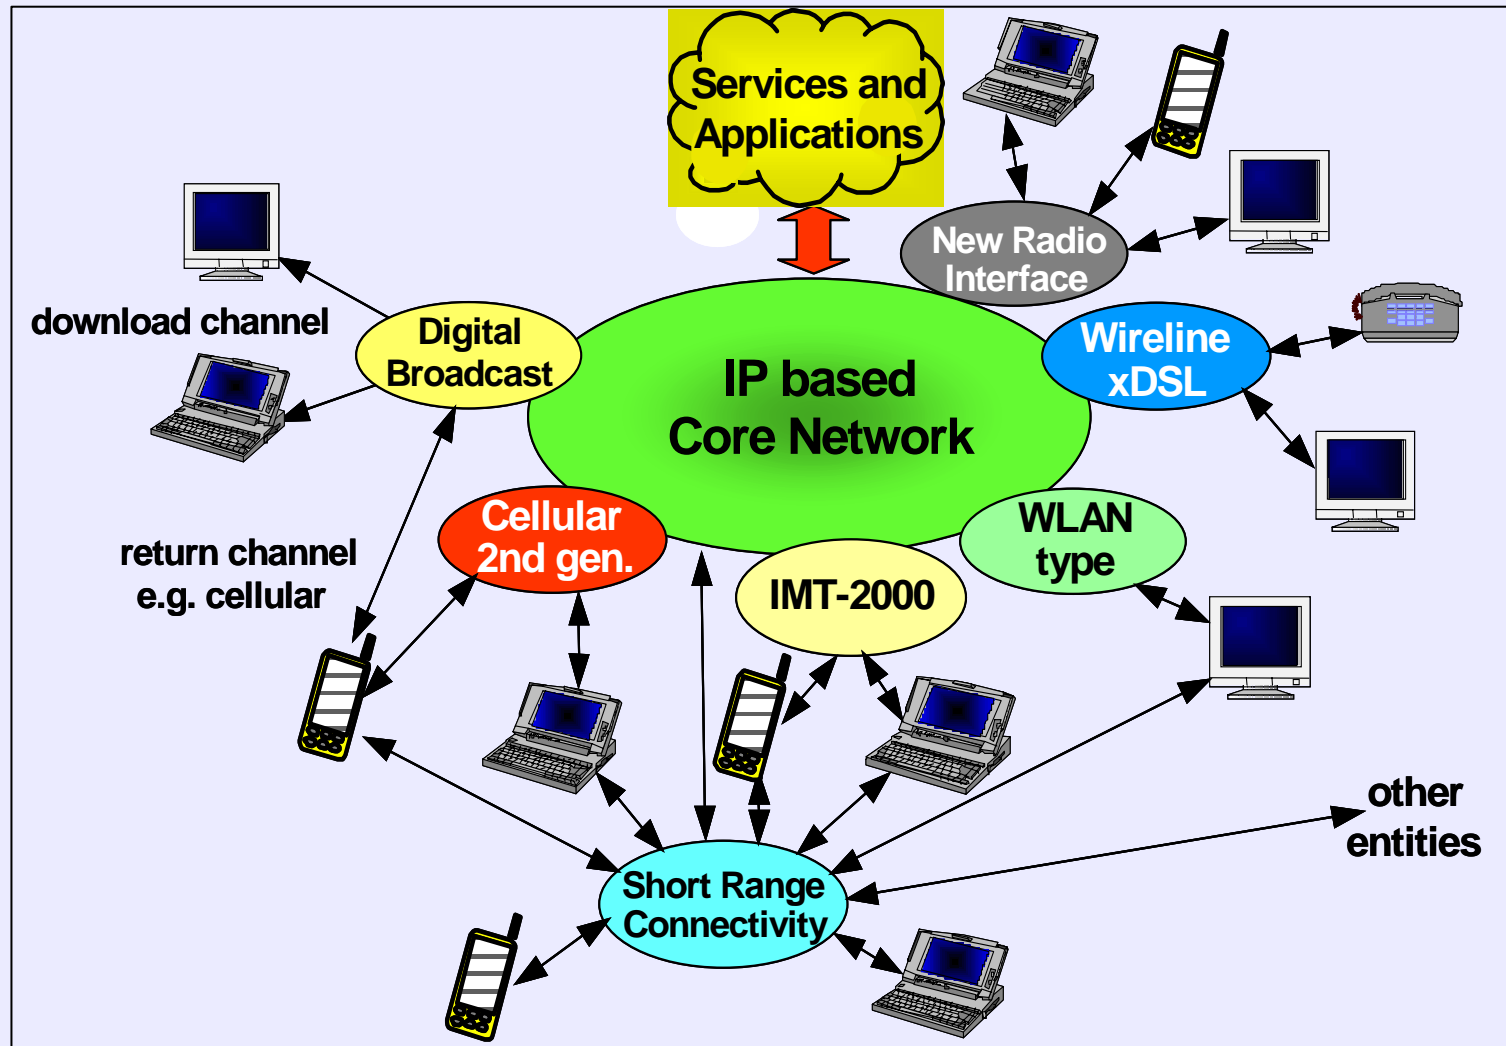 Services and
Applications
New Radio
Interface
download channel
Digital
Broadcast
Wireline
xDSL
IP based
Core Network
Cellular
2nd gen.
WLAN
type
return channel
e.g. cellular
IMT-2000
other
entities
Short Range
Connectivity